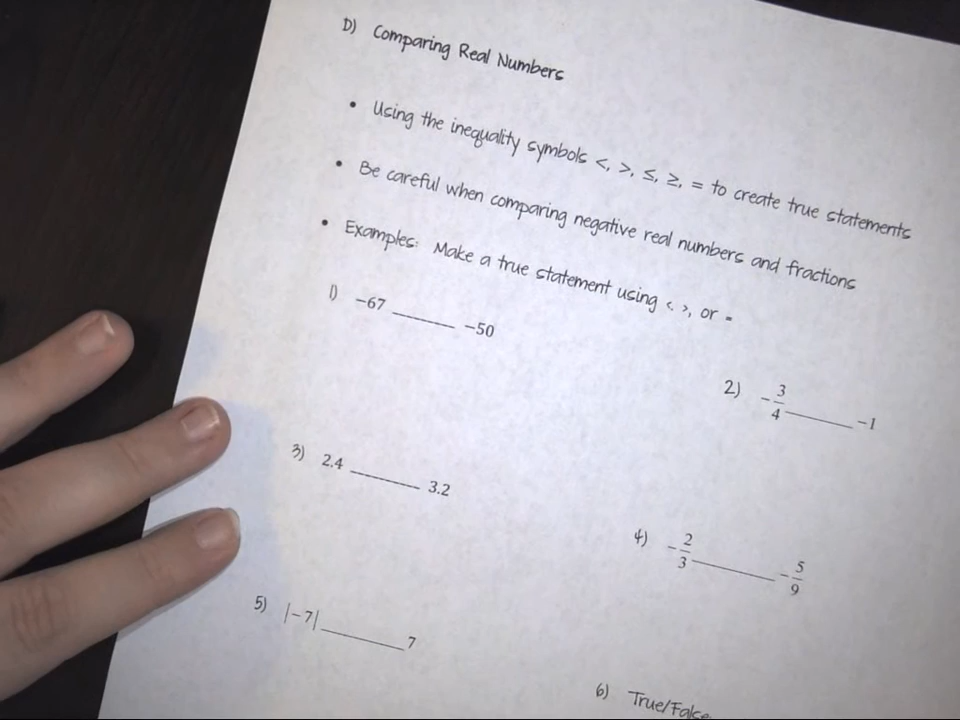 D) Comparing Real Numbers
• Using the inequality symbols <, >, ≤, ≥, = to create true statements
• Be careful when comparing negative real numbers and fractions
• Examples: Make a true statement using <, >, or =
1) −67 ______ −50
2) −3/4 ______ −1
3) 2.4 ______ 3.2
4) −2/3 ______ −5/9
5) |−7| ______ 7
6) True/False